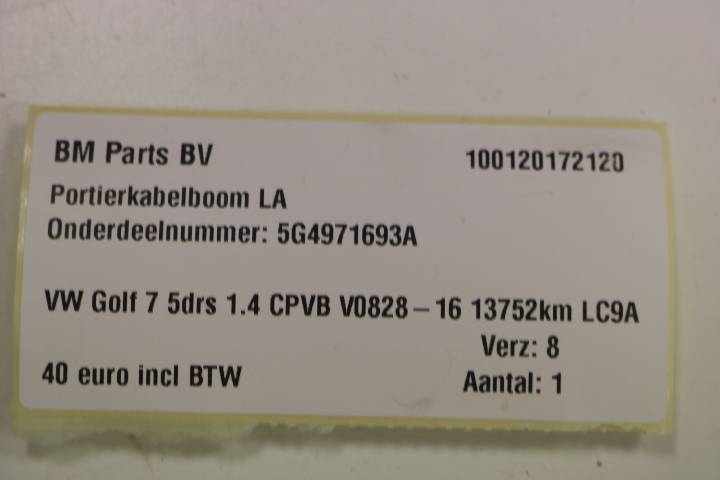 BM Parts BV 100120172120
Portierkabelboom LA
Onderdeelnummer: 5G4971693A
VW Golf 7 5drs 1.4 CPVB V0828-16 13752km LC9A
Verz: 8
40 euro incl BTW Aantal: 1